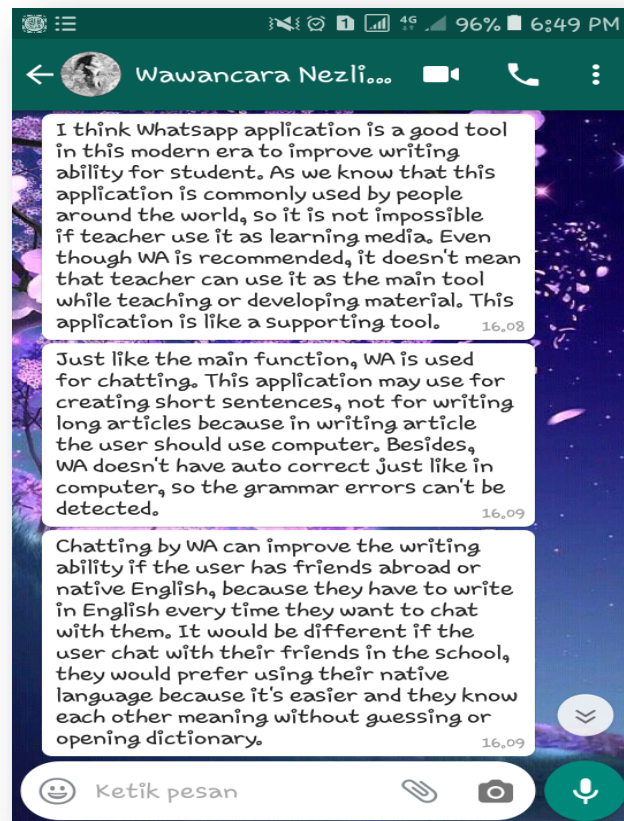 1 4G 96% 6:49 PM
Wawancara Nezli...
I think Whatsapp application is a good tool
in this modern era to improve writing
ability for student. As we know that this
application is commonly used by people
around the world, so it is not impossible
if teacher use it as learning media. Even
though WA is recommended, it doesn't mean
that teacher can use it as the main tool
while teaching or developing material. This
application is like a supporting tool. 16.08
Just like the main function, WA is used
for chatting. This application may use for
creating short sentences, not for writing
long articles because in writing article
the user should use computer. Besides,
WA doesn't have auto correct just like in
computer, so the grammar errors can't be
detected. 16.09
Chatting by WA can improve the writing
ability if the user has friends abroad or
native English, because they have to write
in English every time they want to chat
with them. It would be different if the
user chat with their friends in the school,
they would prefer using their native
language because it's easier and they know
each other meaning without guessing or
opening dictionary. 16.09
Ketik pesan